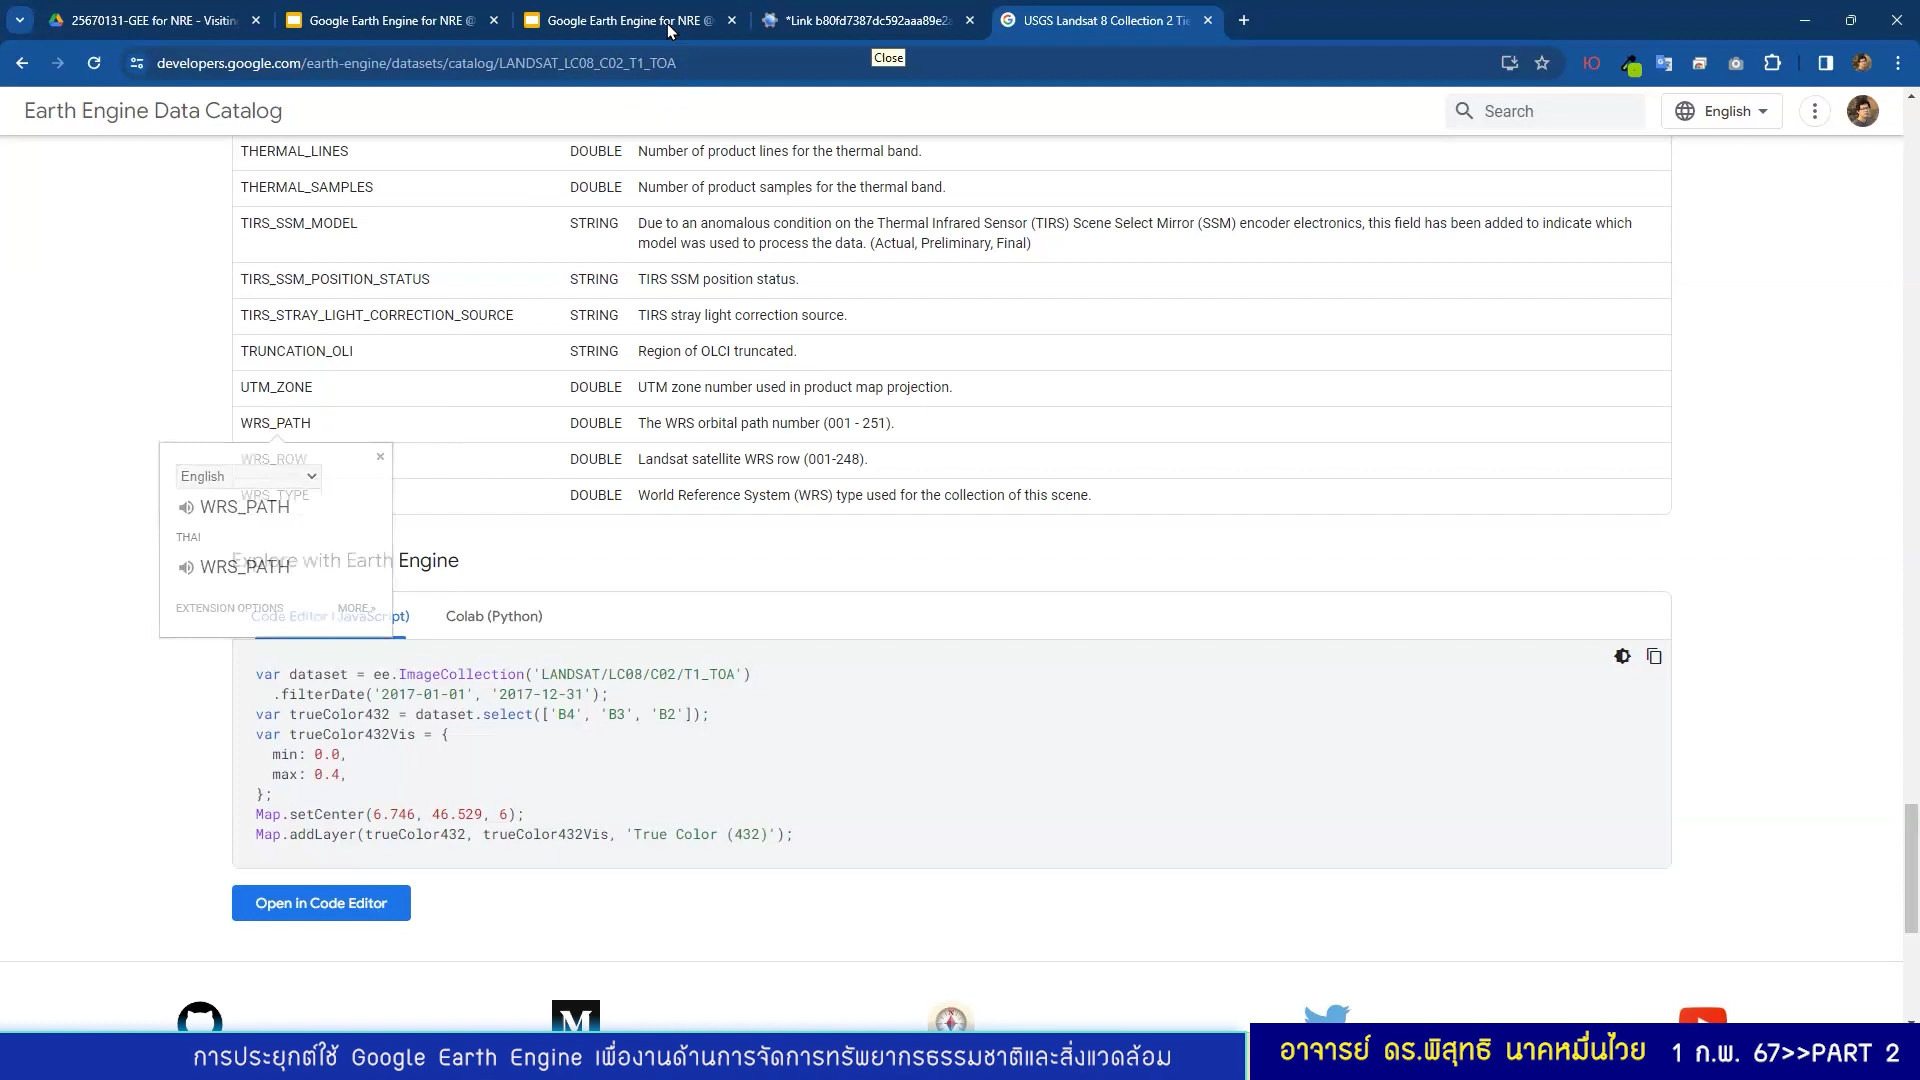 25670131-GEE for NRE - Visitin
Google Earth Engine for NRE @
Google Earth Engine for NRE @
*Link b80fd7387dc592aaa89e2a
USGS Landsat 8 Collection 2 Tie
developers.google.com/earth-engine/datasets/catalog/LANDSAT_LC08_C02_T1_TOA
Close
Earth Engine Data Catalog
Search
English
THERMAL_LINES DOUBLE Number of product lines for the thermal band.
THERMAL_SAMPLES DOUBLE Number of product samples for the thermal band.
TIRS_SSM_MODEL STRING Due to an anomalous condition on the Thermal Infrared Sensor (TIRS) Scene Select Mirror (SSM) encoder electronics, this field has been added to indicate which
model was used to process the data. (Actual, Preliminary, Final)
TIRS_SSM_POSITION_STATUS STRING TIRS SSM position status.
TIRS_STRAY_LIGHT_CORRECTION_SOURCE STRING TIRS stray light correction source.
TRUNCATION_OLI STRING Region of OLCI truncated.
UTM_ZONE DOUBLE UTM zone number used in product map projection.
WRS_PATH DOUBLE The WRS orbital path number (001 - 251).
WRS_ROW DOUBLE Landsat satellite WRS row (001-248).
WRS_TYPE DOUBLE World Reference System (WRS) type used for the collection of this scene.
English
WRS_PATH
THAI
WRS_PATH
EXTENSION OPTIONS MORE »
Explore with Earth Engine
Code Editor (JavaScript) Colab (Python)
var dataset = ee.ImageCollection('LANDSAT/LC08/C02/T1_TOA')
.filterDate('2017-01-01', '2017-12-31');
var trueColor432 = dataset.select(['B4', 'B3', 'B2']);
var trueColor432Vis = {
min: 0.0,
max: 0.4,
};
Map.setCenter(6.746, 46.529, 6);
Map.addLayer(trueColor432, trueColor432Vis, 'True Color (432)');
Open in Code Editor
การประยุกต์ใช้ Google Earth Engine เพื่องานด้านการจัดการทรัพยากรธรรมชาติและสิ่งแวดล้อม
อาจารย์ ดร.พิสุทธิ นาคหมื่นไวย 1 ก.พ. 67>>PART 2